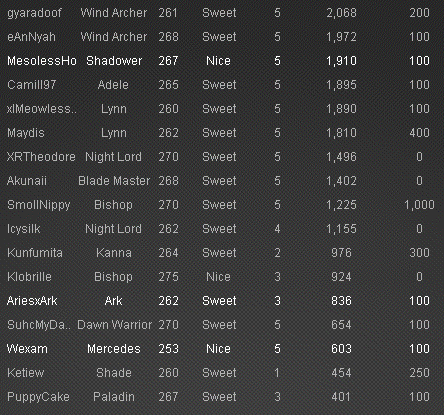 gyaradoof Wind Archer 261 Sweet 5 2,068 200
eAnNyah Wind Archer 268 Sweet 5 1,972 100
MesolessHo Shadower 267 Nice 5 1,910 100
Camill97 Adele 265 Sweet 5 1,895 100
xlMeowless.. Lynn 260 Sweet 5 1,890 100
Maydis Lynn 262 Sweet 5 1,810 400
XRTheodore Night Lord 270 Sweet 5 1,496 0
Akunaii Blade Master 268 Sweet 5 1,402 0
SmollNippy Bishop 270 Sweet 5 1,225 1,000
Icysilk Night Lord 262 Sweet 4 1,155 0
Kunfumita Kanna 264 Sweet 2 976 300
Klobrille Bishop 275 Nice 3 924 0
AriesxArk Ark 262 Sweet 3 836 100
SuhcMyDa.. Dawn Warrior 270 Sweet 5 654 100
Wexam Mercedes 253 Nice 5 603 100
Ketiew Shade 260 Sweet 1 454 250
PuppyCake Paladin 267 Sweet 3 401 100